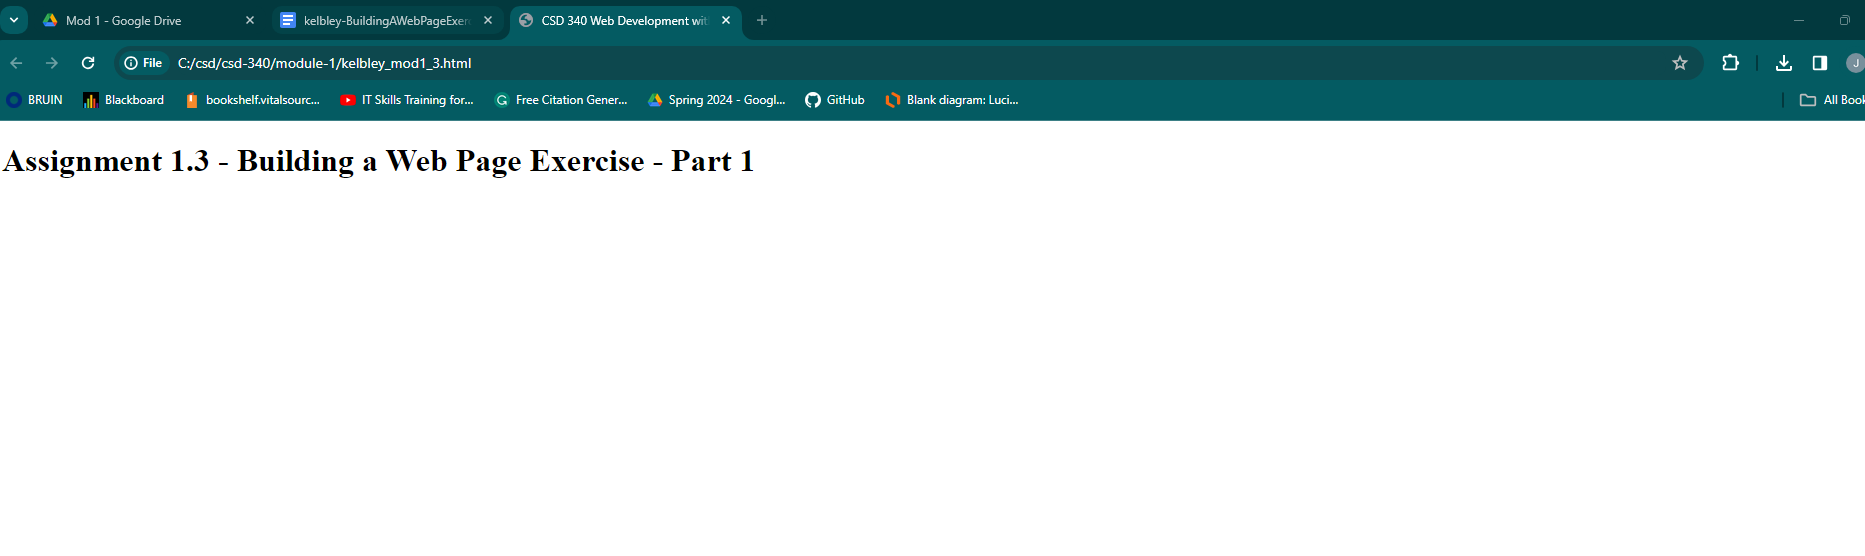 Mod 1 - Google Drive
kelbley-BuildingAWebPageExer
CSD 340 Web Development wit
File C:/csd/csd-340/module-1/kelbley_mod1_3.html
J
BRUIN Blackboard bookshelf.vitalsourc... IT Skills Training for... Free Citation Gener... Spring 2024 - Googl... GitHub Blank diagram: Luci... All Book
Assignment 1.3 - Building a Web Page Exercise - Part 1